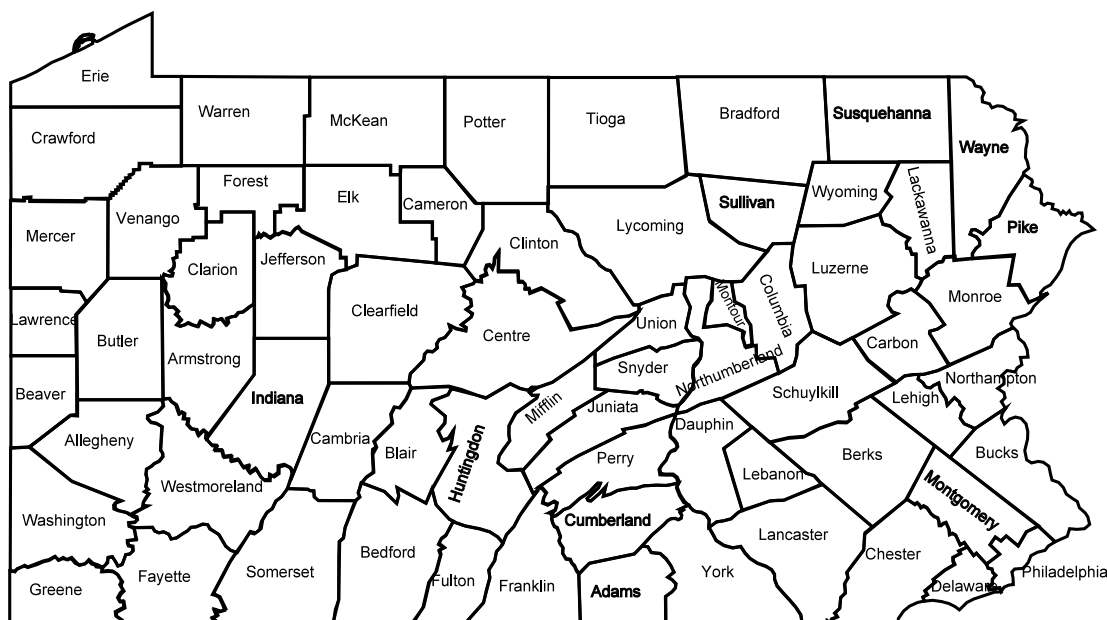 Erie
Warren
McKean
Potter
Tioga
Bradford
Susquehanna
Crawford
Wayne
Forest
Elk
Cameron
Wyoming
Lackawanna
Venango
Sullivan
Mercer
Lycoming
Pike
Clinton
Clarion
Jefferson
Luzerne
Monroe
Lawrence
Clearfield
Montour
Columbia
Butler
Centre
Union
Armstrong
Carbon
Snyder
Northumberland
Northampton
Beaver
Indiana
Mifflin
Juniata
Schuylkill
Lehigh
Allegheny
Cambria
Blair
Dauphin
Huntingdon
Perry
Lebanon
Berks
Bucks
Westmoreland
Montgomery
Washington
Cumberland
Lancaster
Bedford
Chester
Greene
Fayette
Somerset
Fulton
Franklin
Adams
York
Delaware
Philadelphia